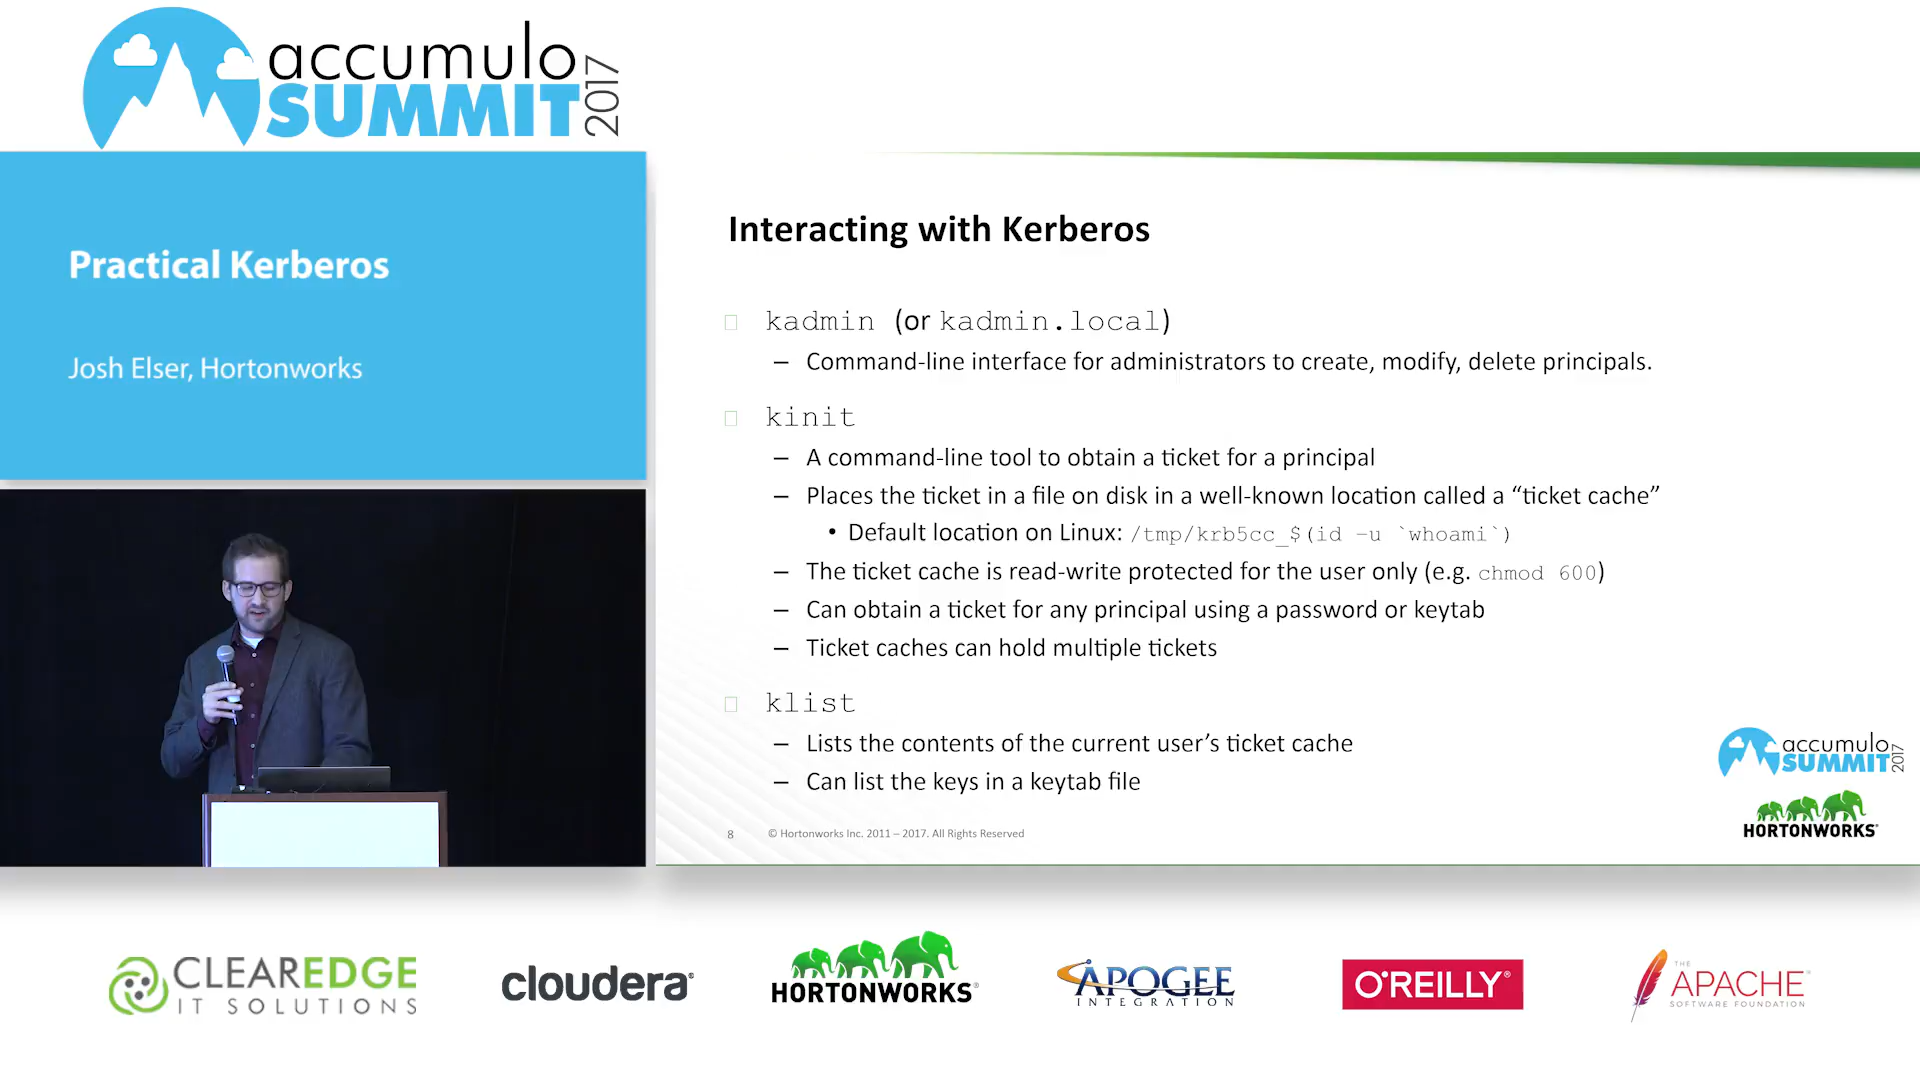 accumulo
SUMMIT
2017
Practical Kerberos
Josh Elser, Hortonworks
Interacting with Kerberos
kadmin (or kadmin.local)
– Command-line interface for administrators to create, modify, delete principals.
kinit
– A command-line tool to obtain a ticket for a principal
– Places the ticket in a file on disk in a well-known location called a “ticket cache”
• Default location on Linux: /tmp/krb5cc_$(id –u `whoami`)
– The ticket cache is read-write protected for the user only (e.g. chmod 600)
– Can obtain a ticket for any principal using a password or keytab
– Ticket caches can hold multiple tickets
klist
– Lists the contents of the current user’s ticket cache
– Can list the keys in a keytab file
accumulo
SUMMIT
2017
HORTONWORKS®
8 © Hortonworks Inc. 2011 – 2017. All Rights Reserved
CLEAREDGE
IT SOLUTIONS
cloudera®
HORTONWORKS®
APOGEE
INTEGRATION
O'REILLY®
THE
APACHE®
SOFTWARE FOUNDATION